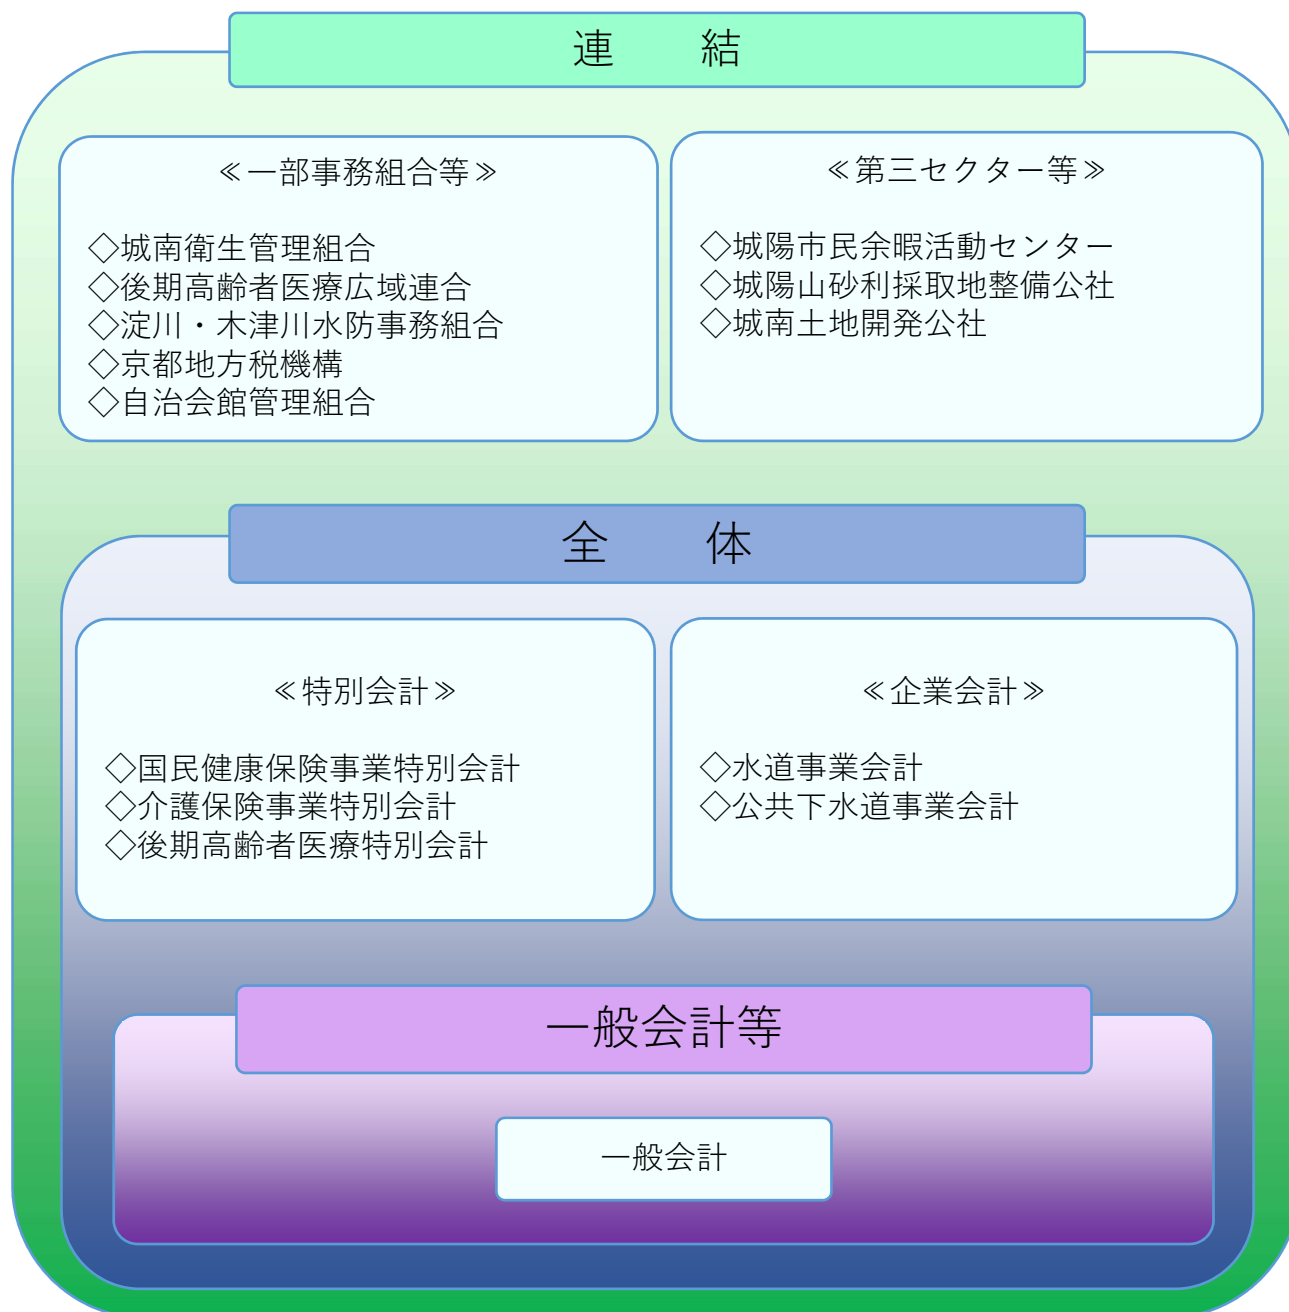 連　　結
≪一部事務組合等≫
◇城南衛生管理組合
◇後期高齢者医療広域連合
◇淀川・木津川水防事務組合
◇京都地方税機構
◇自治会館管理組合
≪第三セクター等≫
◇城陽市民余暇活動センター
◇城陽山砂利採取地整備公社
◇城南土地開発公社
全　　体
≪特別会計≫
◇国民健康保険事業特別会計
◇介護保険事業特別会計
◇後期高齢者医療特別会計
≪企業会計≫
◇水道事業会計
◇公共下水道事業会計
一般会計等
一般会計